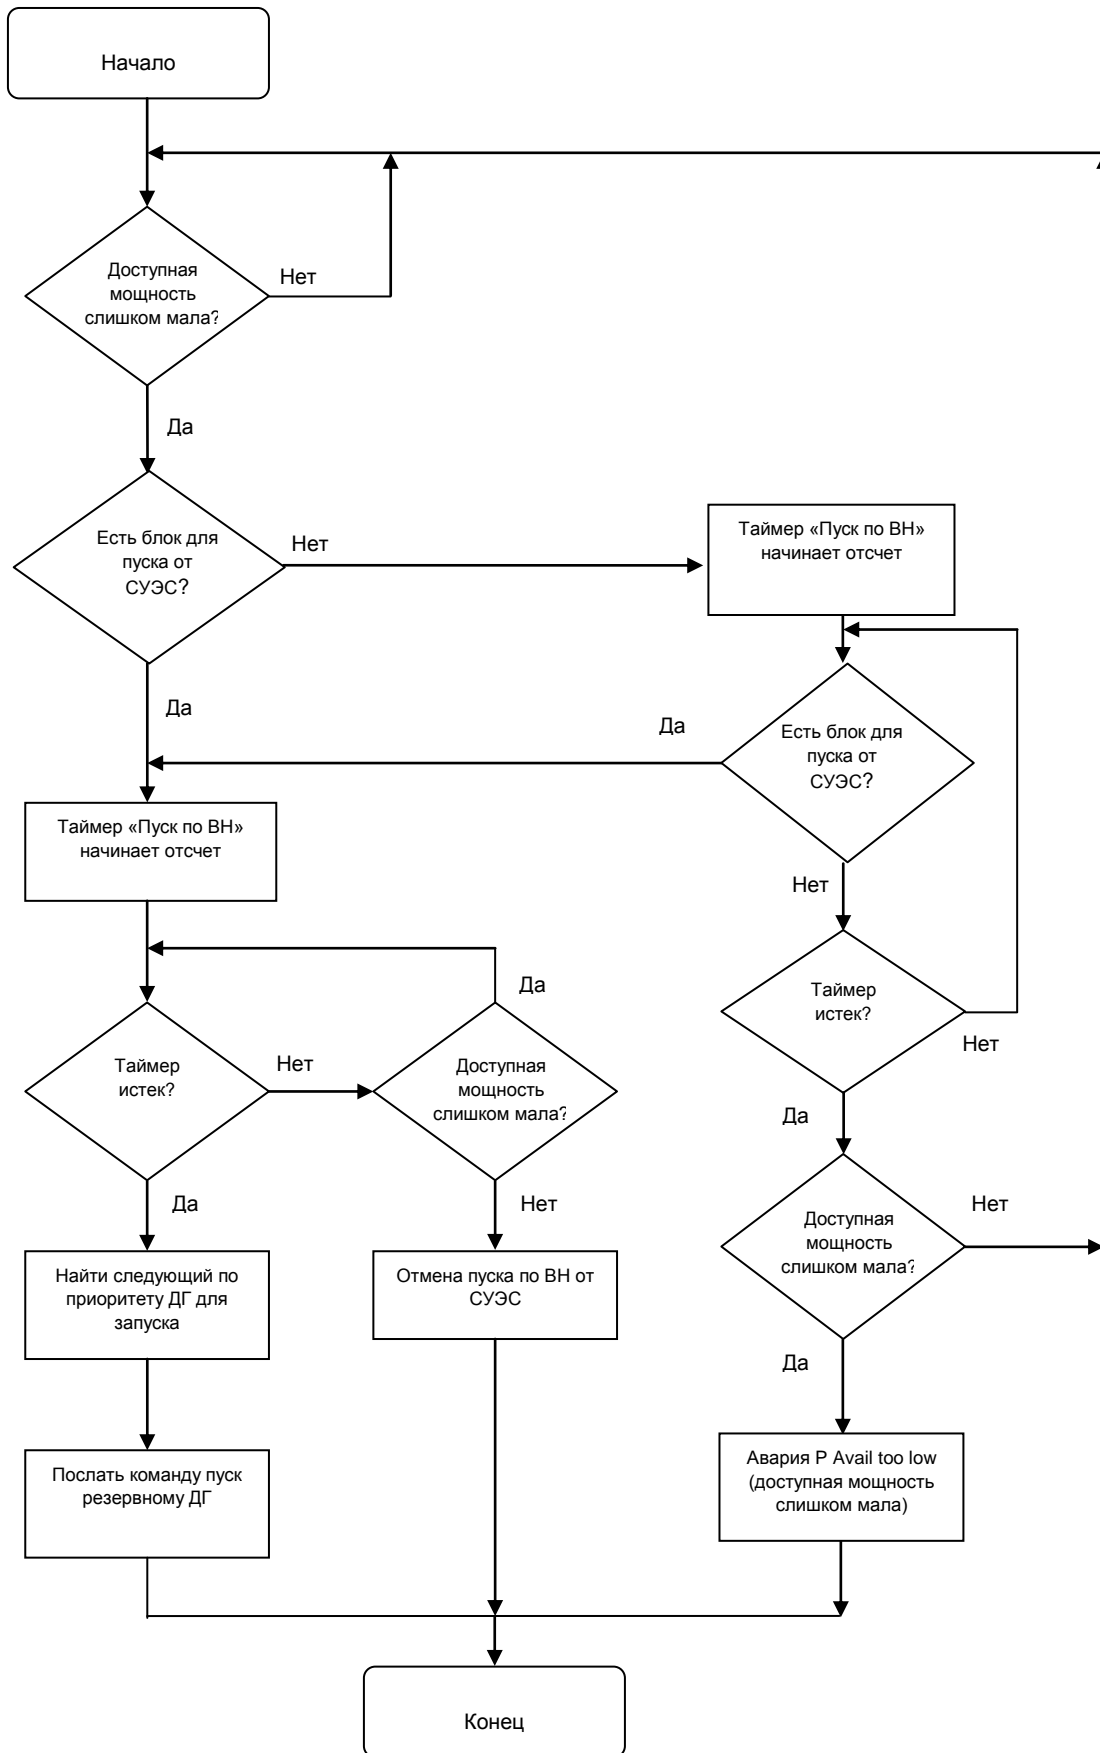 Начало
Доступная
мощность
слишком мала?
Нет
Да
Есть блок для
пуска от
СУЭС?
Нет
Таймер «Пуск по ВН»
начинает отсчет
Да
Да
Есть блок для
пуска от
СУЭС?
Таймер «Пуск по ВН»
начинает отсчет
Нет
Да
Таймер
истек?
Нет
Таймер
истек?
Нет
Доступная
мощность
слишком мала?
Да
Да
Нет
Доступная
мощность
слишком мала?
Нет
Найти следующий по
приоритету ДГ для
запуска
Отмена пуска по ВН от
СУЭС
Да
Послать команду пуск
резервному ДГ
Авария P Avail too low
(доступная мощность
слишком мала)
Конец